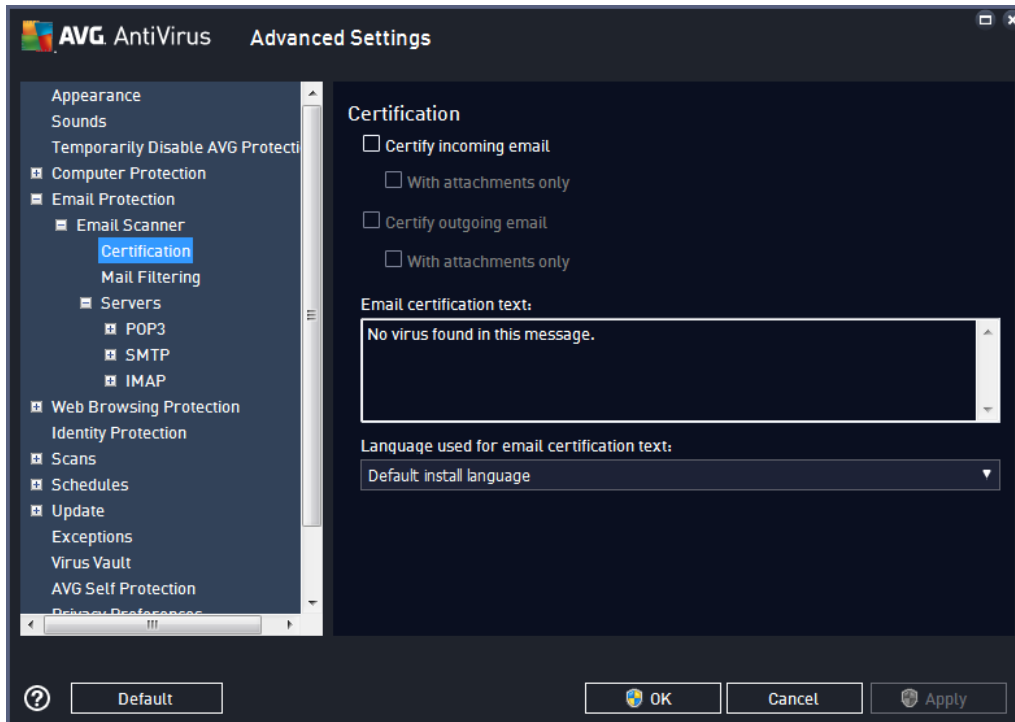 AVG AntiVirus Advanced Settings
Appearance
Sounds
Temporarily Disable AVG Protecti
Computer Protection
Email Protection
Email Scanner
Certification
Mail Filtering
Servers
POP3
SMTP
IMAP
Web Browsing Protection
Identity Protection
Scans
Schedules
Update
Exceptions
Virus Vault
AVG Self Protection
Privacy Preferences
Certification
Certify incoming email
With attachments only
Certify outgoing email
With attachments only
Email certification text:
No virus found in this message.
Language used for email certification text:
Default install language
? Default OK Cancel Apply